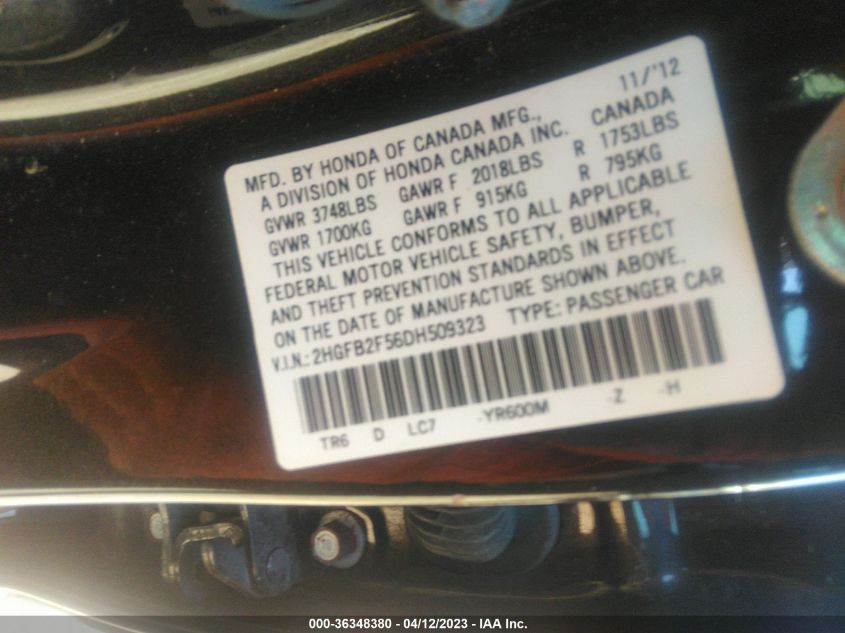 11/'12
MFD. BY HONDA OF CANADA MFG.,
A DIVISION OF HONDA CANADA INC. CANADA
GVWR 3748LBS GAWR F 2018LBS R 1753LBS
GVWR 1700KG GAWR F 915KG R 795KG
THIS VEHICLE CONFORMS TO ALL APPLICABLE
FEDERAL MOTOR VEHICLE SAFETY, BUMPER,
AND THEFT PREVENTION STANDARDS IN EFFECT
ON THE DATE OF MANUFACTURE SHOWN ABOVE.
V.I.N.: 2HGFB2F56DH509323 TYPE: PASSENGER CAR
TR6 D LC7 -YR600M -Z -H
000-36348380 - 04/12/2023 - IAA Inc.